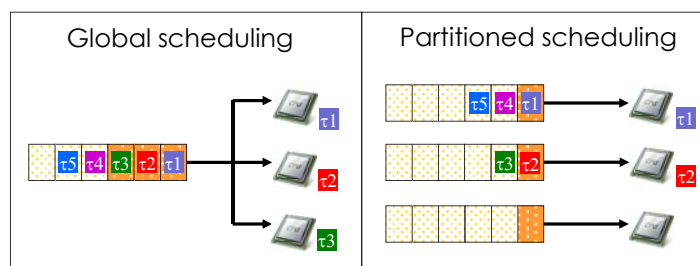 Global scheduling
τ5 τ4 τ3 τ2 τ1
τ1
τ2
τ3
Partitioned scheduling
τ5 τ4 τ1
τ1
τ3 τ2
τ2